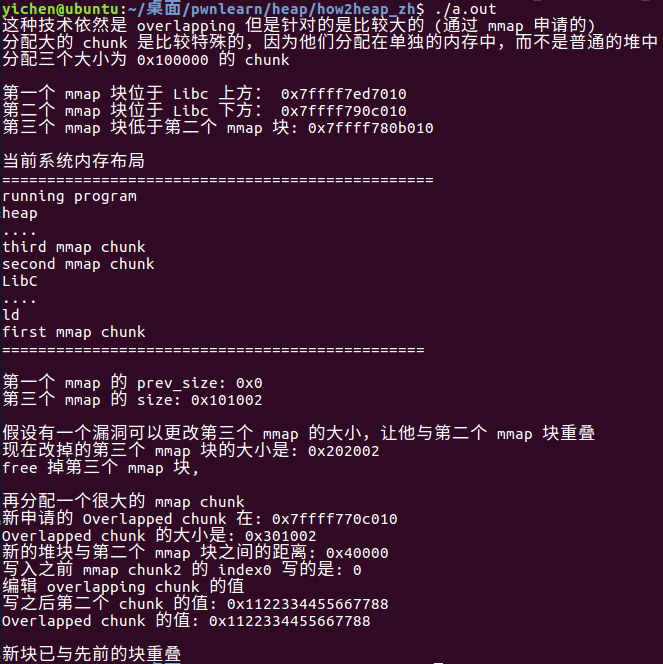 yichen@ubuntu:~/桌面/pwnlearn/heap/how2heap_zh$ ./a.out
这种技术依然是 overlapping 但是针对的是比较大的 (通过 mmap 申请的)
分配大的 chunk 是比较特殊的，因为他们分配在单独的内存中，而不是普通的堆中
分配三个大小为 0x100000 的 chunk
第一个 mmap 块位于 Libc 上方： 0x7ffff7ed7010
第二个 mmap 块位于 Libc 下方： 0x7ffff790c010
第三个 mmap 块低于第二个 mmap 块: 0x7ffff780b010
当前系统内存布局
================================================
running program
heap
....
third mmap chunk
second mmap chunk
LibC
....
ld
first mmap chunk
===============================================
第一个 mmap 的 prev_size: 0x0
第三个 mmap 的 size: 0x101002
假设有一个漏洞可以更改第三个 mmap 的大小，让他与第二个 mmap 块重叠
现在改掉的第三个 mmap 块的大小是: 0x202002
free 掉第三个 mmap 块,
再分配一个很大的 mmap chunk
新申请的 Overlapped chunk 在: 0x7ffff770c010
Overlapped chunk 的大小是: 0x301002
新的堆块与第二个 mmap 块之间的距离: 0x40000
写入之前 mmap chunk2 的 index0 写的是: 0
编辑 overlapping chunk 的值
写之后第二个 chunk 的值: 0x1122334455667788
Overlapped chunk 的值: 0x1122334455667788
新块已与先前的块重叠